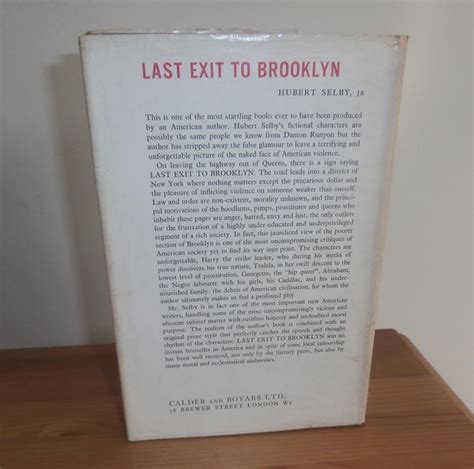 LAST EXIT TO BROOKLYN
HUBERT SELBY, JR
This is one of the most startling books ever to have been produced
by an American author. Hubert Selby's fictional characters are
possibly the same people we know from Damon Runyon but the
author has stripped away the false glamour to leave a terrifying and
unforgettable picture of the naked face of American violence.
On leaving the highway out of Queens, there is a sign saying
LAST EXIT TO BROOKLYN. The road leads into a district of
New York where nothing matters except the precarious dollar and
the pleasure of inflicting violence on someone weaker than oneself.
Law and order are non-existent, morality unknown, and the prin-
cipal motivations of the hoodlums, pimps, prostitutes and queens who
inhabit these pages are anger, hatred, envy and last, the only outlets
for the frustration of a highly under-educated and underprivileged
segment of a rich society. In fact, this jaundiced view of the poorer
section of Brooklyn is one of the most uncompromising critiques of
American society yet to find its way into print. The characters are
unforgettable, Harry the strike leader, who during his weeks of
power discovers his true nature, Tralala, in her swift descent to the
lowest level of prostitution, Georgette, the "hip queer", Abraham,
the Negro labourer with his girls, his Cadillac, and his under-
nourished family: the debris of American civilisation, for whom the
author ultimately makes us feel a profound pity.
Mr. Selby is in fact one of the most important new American
writers, handling some of the most uncompromisingly vicious and
obscene subject matter with ruthless honesty and undoubted moral
purpose. The realism of the author's book is combined with an
original prose style that perfectly catches the speech and thought
rhythm of his characters. LAST EXIT TO BROOKLYN was an
instant bestseller in America and in spite of some local censorship
has been well received, not only by the literary press, but also by
many moral and ecclesiastical authorities.
CALDER AND BOYARS LTD.
18 BREWER STREET LONDON W1